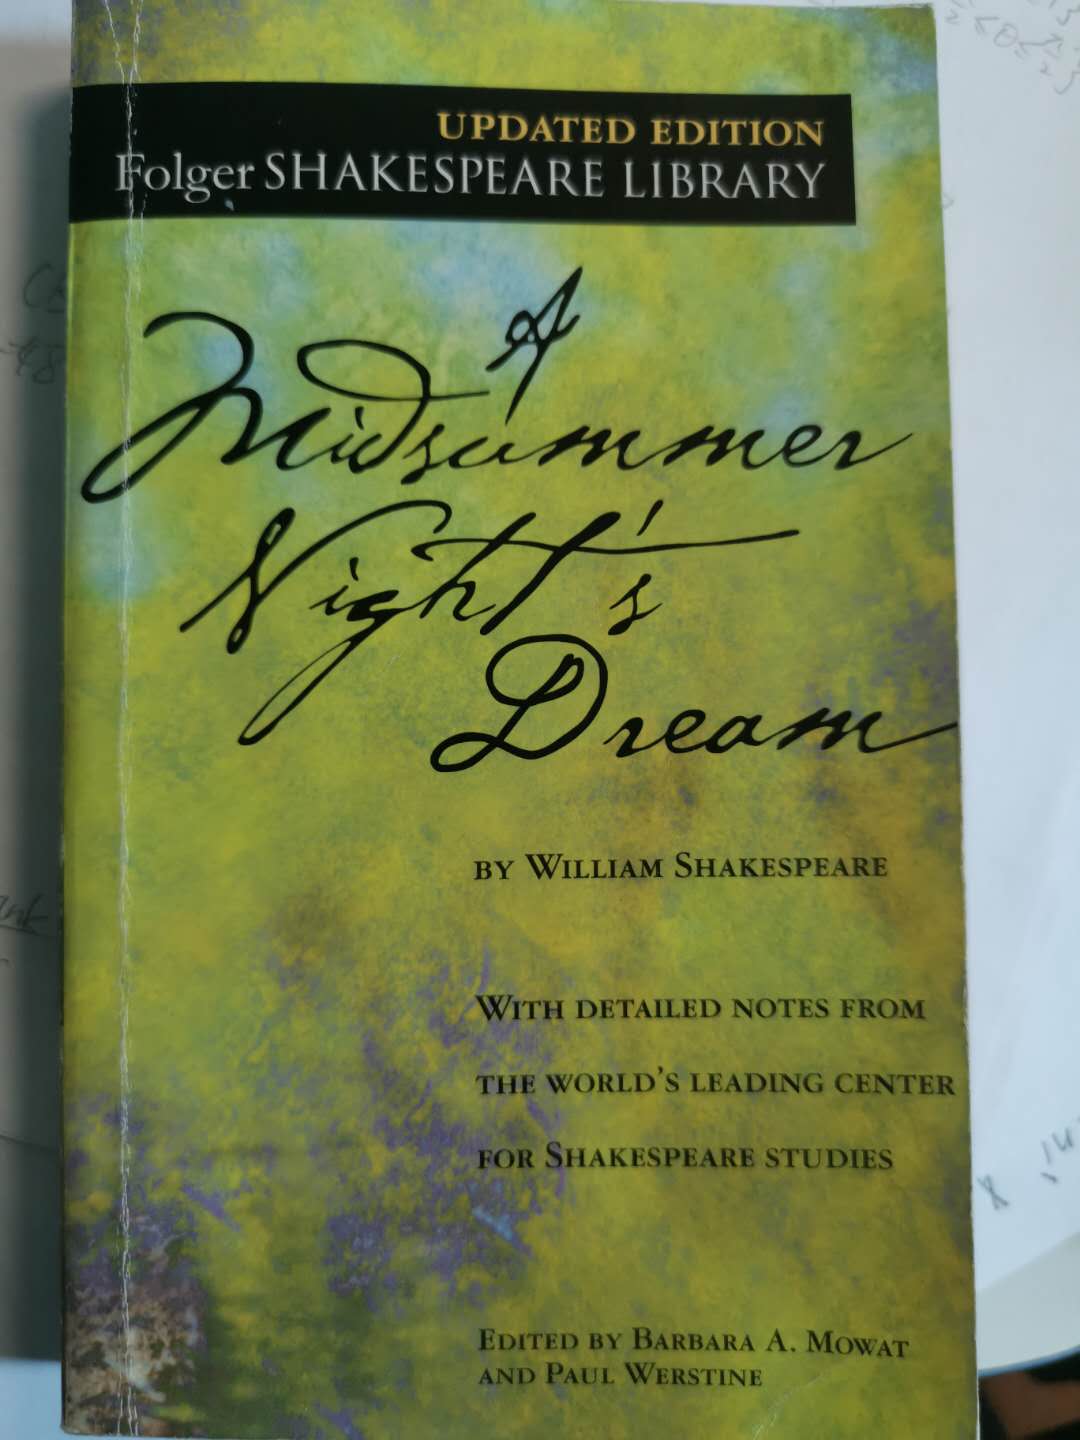 UPDATED EDITION
Folger SHAKESPEARE LIBRARY
A
Midsummer
Night's
Dream
BY WILLIAM SHAKESPEARE
WITH DETAILED NOTES FROM
THE WORLD'S LEADING CENTER
FOR SHAKESPEARE STUDIES
EDITED BY BARBARA A. MOWAT
AND PAUL WERSTINE